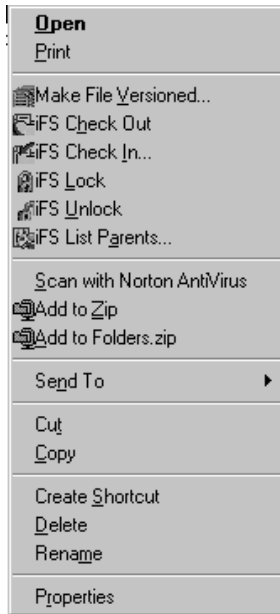 Open
Print
Make File Versioned...
iFS Check Out
iFS Check In...
iFS Lock
iFS Unlock
iFS List Parents...
Scan with Norton AntiVirus
Add to Zip
Add to Folders.zip
Send To
Cut
Copy
Create Shortcut
Delete
Rename
Properties